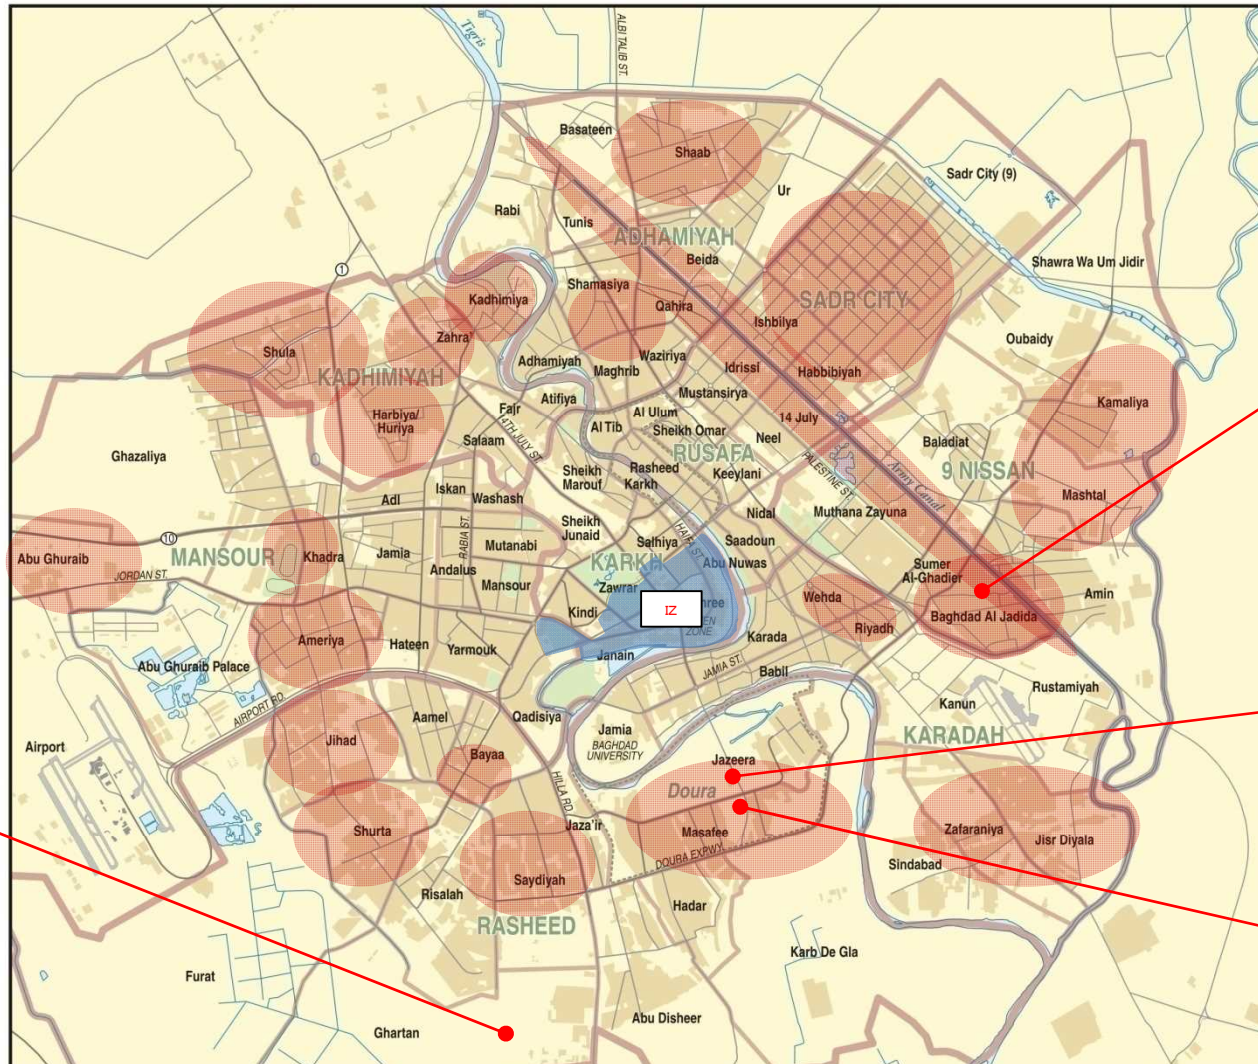 Tigris
ALBI TALIB ST.
Basateen
Shaab
Sadr City (9)
Ur
Rabi
Tunis
ADHAMIYAH
Beida
Shawra Wa Um Jidir
1
Kadhimiya
Shamasiya
Qahira
SADR CITY
Ishbilya
Zahra'
Oubaidy
Shula
Adhamiyah
Waziriya
Maghrib
Idrissi
Habbibiyah
KADHIMIYAH
Mustansirya
Atifiya
Fajr
Harbiya/
Huriya
14TH JULY ST.
Al Ulum
14 July
Kamaliya
Al Tib
Sheikh Omar
Neel
Salaam
Baladiat
RUSAFA
Ghazaliya
Sheikh
Marouf
Rasheed
Karkh
Keeylani
PALESTINE ST.
Army Canal
9 NISSAN
Iskan
Washash
Adl
Mashtal
Nidal
Muthana Zayuna
Sheikh
Junaid
HAIFA ST.
10
RABIA ST.
Mutanabi
Salhiya
Saadoun
Abu Ghuraib
MANSOUR
Khadra
Jamia
KARKH
Abu Nuwas
Sumer
Al-Ghadier
JORDAN ST.
Andalus
Mansour
Zawrar
Amin
Wehda
IZ
hree
Kindi
Baghdad Al Jadida
EN
ZONE
Riyadh
Ameriya
Hateen
Yarmouk
Karada
Janain
Abu Ghuraib Palace
JAMIA ST.
Babil
Rustamiyah
AIRPORT RD
Kanun
Aamel
Qadisiya
Jamia
BAGHDAD
UNIVERSITY
KARADAH
Jihad
Airport
Bayaa
Jazeera
HILLA RD.
Doura
Shurta
Jaza'ir
Masafee
Zafaraniya
Jisr Diyala
DOURA EXPWY.
Saydiyah
Sindabad
Risalah
Hadar
RASHEED
Karb De Gla
Furat
Ghartan
Abu Disheer